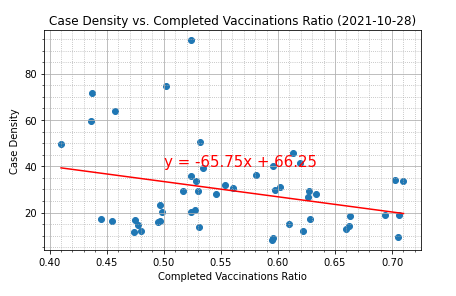 Case Density vs. Completed Vaccinations Ratio (2021-10-28)
80
60
40
20
Case Density
y = -65.75x + 66.25
0.40 0.45 0.50 0.55 0.60 0.65 0.70
Completed Vaccinations Ratio